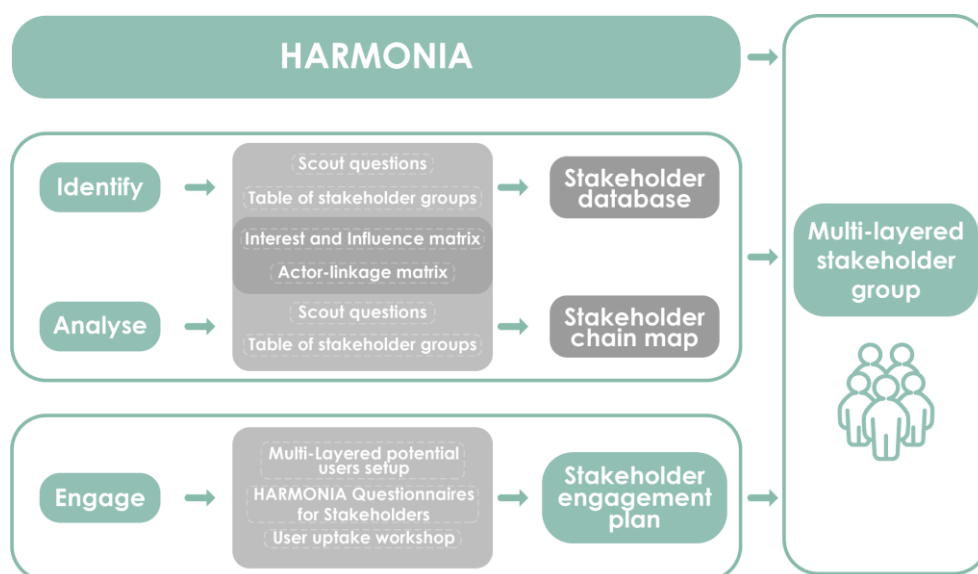 HARMONIA
Identify
Scout questions
Table of stakeholder groups
Interest and Influence matrix
Actor-linkage matrix
Stakeholder
database
Analyse
Scout questions
Table of stakeholder groups
Stakeholder
chain map
Engage
Multi-Layered potential
users setup
HARMONIA Questionnaires
for Stakeholders
User uptake workshop
Stakeholder
engagement
plan
Multi-layered
stakeholder
group